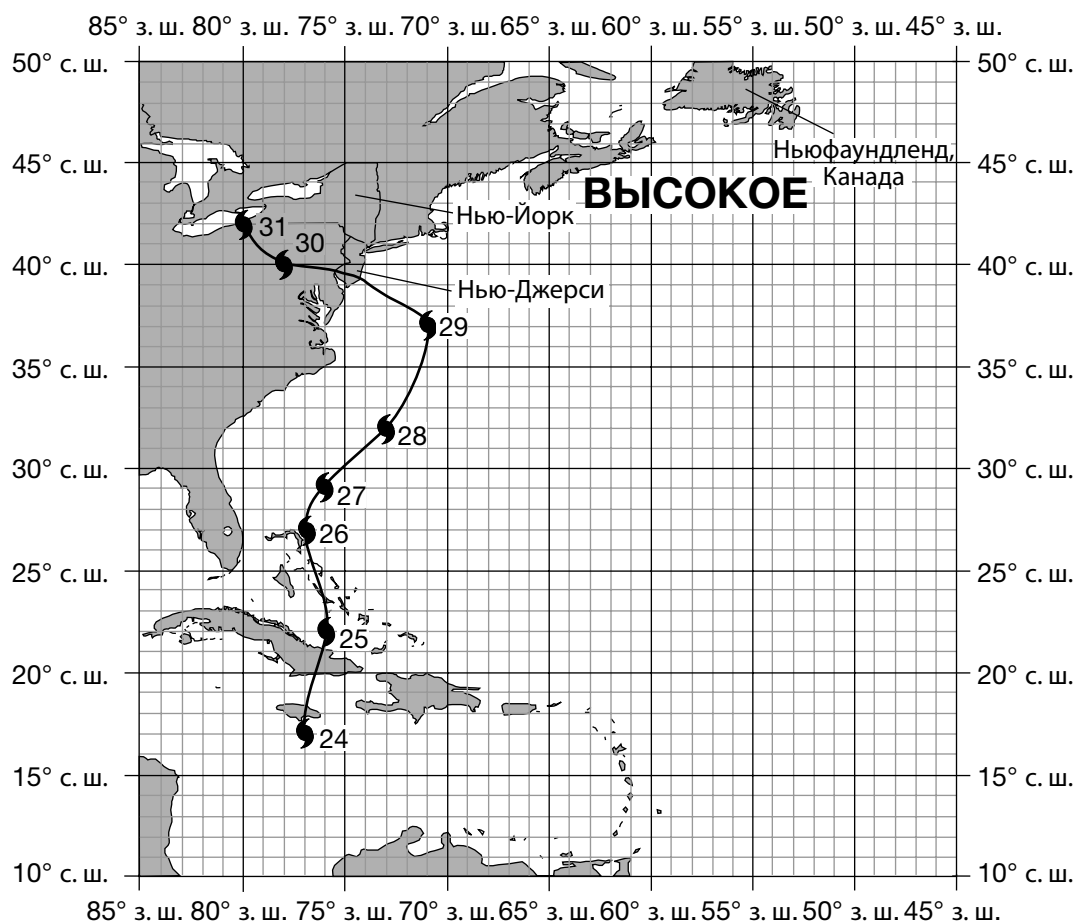 85° з. ш. 80° з. ш. 75° з. ш. 70° з. ш. 65° з. ш. 60° з. ш. 55° з. ш. 50° з. ш. 45° з. ш.
50° с. ш. 50° с. ш.
Ньюфаундленд,
Канада
45° с. ш. 45° с. ш.
ВЫСОКОЕ
Нью-Йорк
31
30
40° с. ш. 40° с. ш.
Нью-Джерси
29
35° с. ш. 35° с. ш.
28
30° с. ш. 30° с. ш.
27
26
25° с. ш. 25° с. ш.
25
20° с. ш. 20° с. ш.
24
15° с. ш. 15° с. ш.
10° с. ш. 10° с. ш.
85° з. ш. 80° з. ш. 75° з. ш. 70° з. ш. 65° з. ш. 60° з. ш. 55° з. ш. 50° з. ш. 45° з. ш.